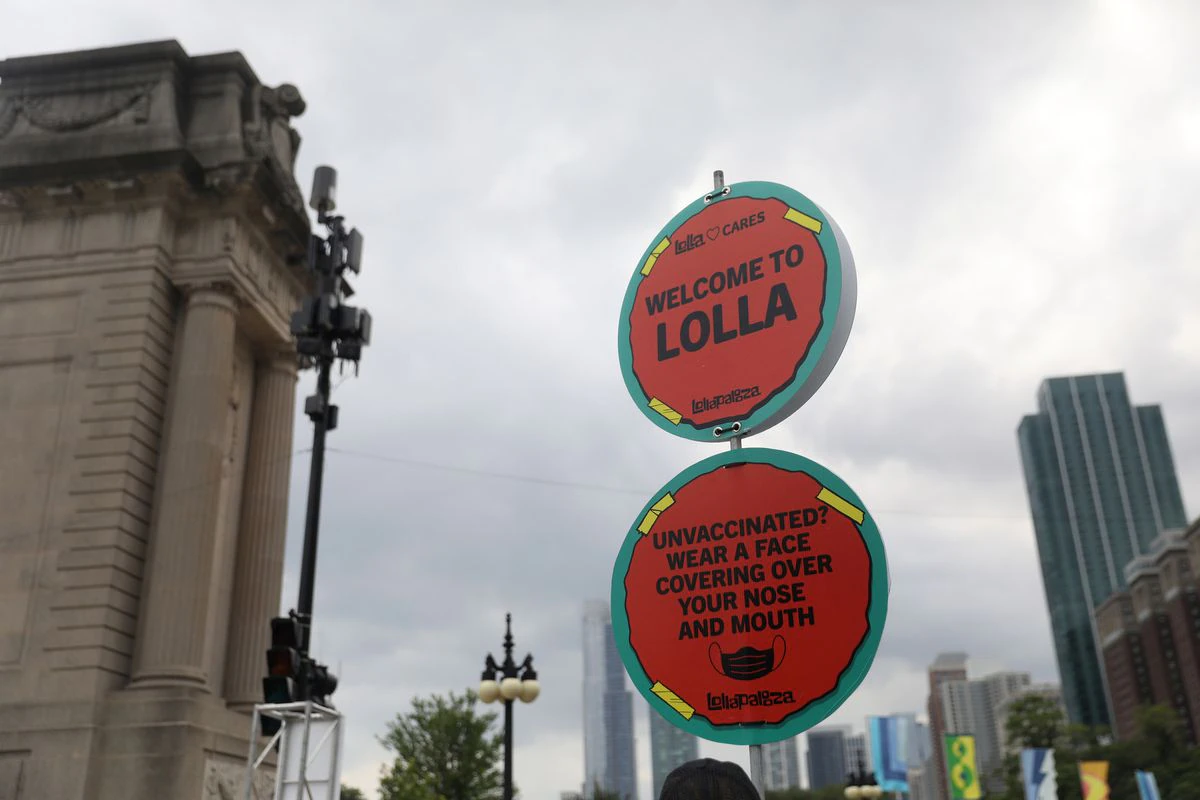 Lolla CARES
WELCOME TO
LOLLA
Lollapalooza
UNVACCINATED?
WEAR A FACE
COVERING OVER
YOUR NOSE
AND MOUTH
Lollapalooza